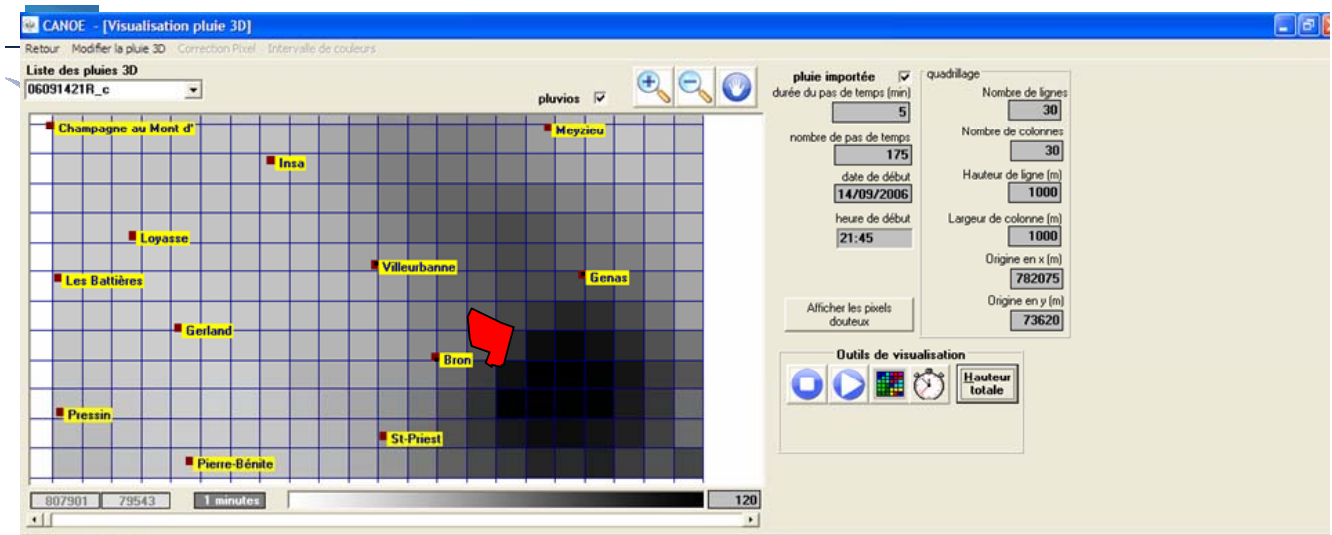 CANOE - [Visualisation pluie 3D]
Retour Modifier la pluie 3D Correction Pixel Intervalle de couleurs
Liste des pluies 3D
06091421R_c
pluvios
Champagne au Mont d'
Meyzieu
Insa
Loyasse
Villeurbanne
Les Battières
Genas
Gerland
Bron
Pressin
St-Priest
Pierre-Bénite
807901 79543 1 minutes 120
pluie importée
durée du pas de temps (min)
5
nombre de pas de temps
175
date de début
14/09/2006
heure de début
21:45
Afficher les pixels
douteux
quadrillage
Nombre de lignes
30
Nombre de colonnes
30
Hauteur de ligne (m)
1000
Largeur de colonne (m)
1000
Origine en x (m)
782075
Origine en y (m)
73620
Outils de visualisation
Hauteur
totale